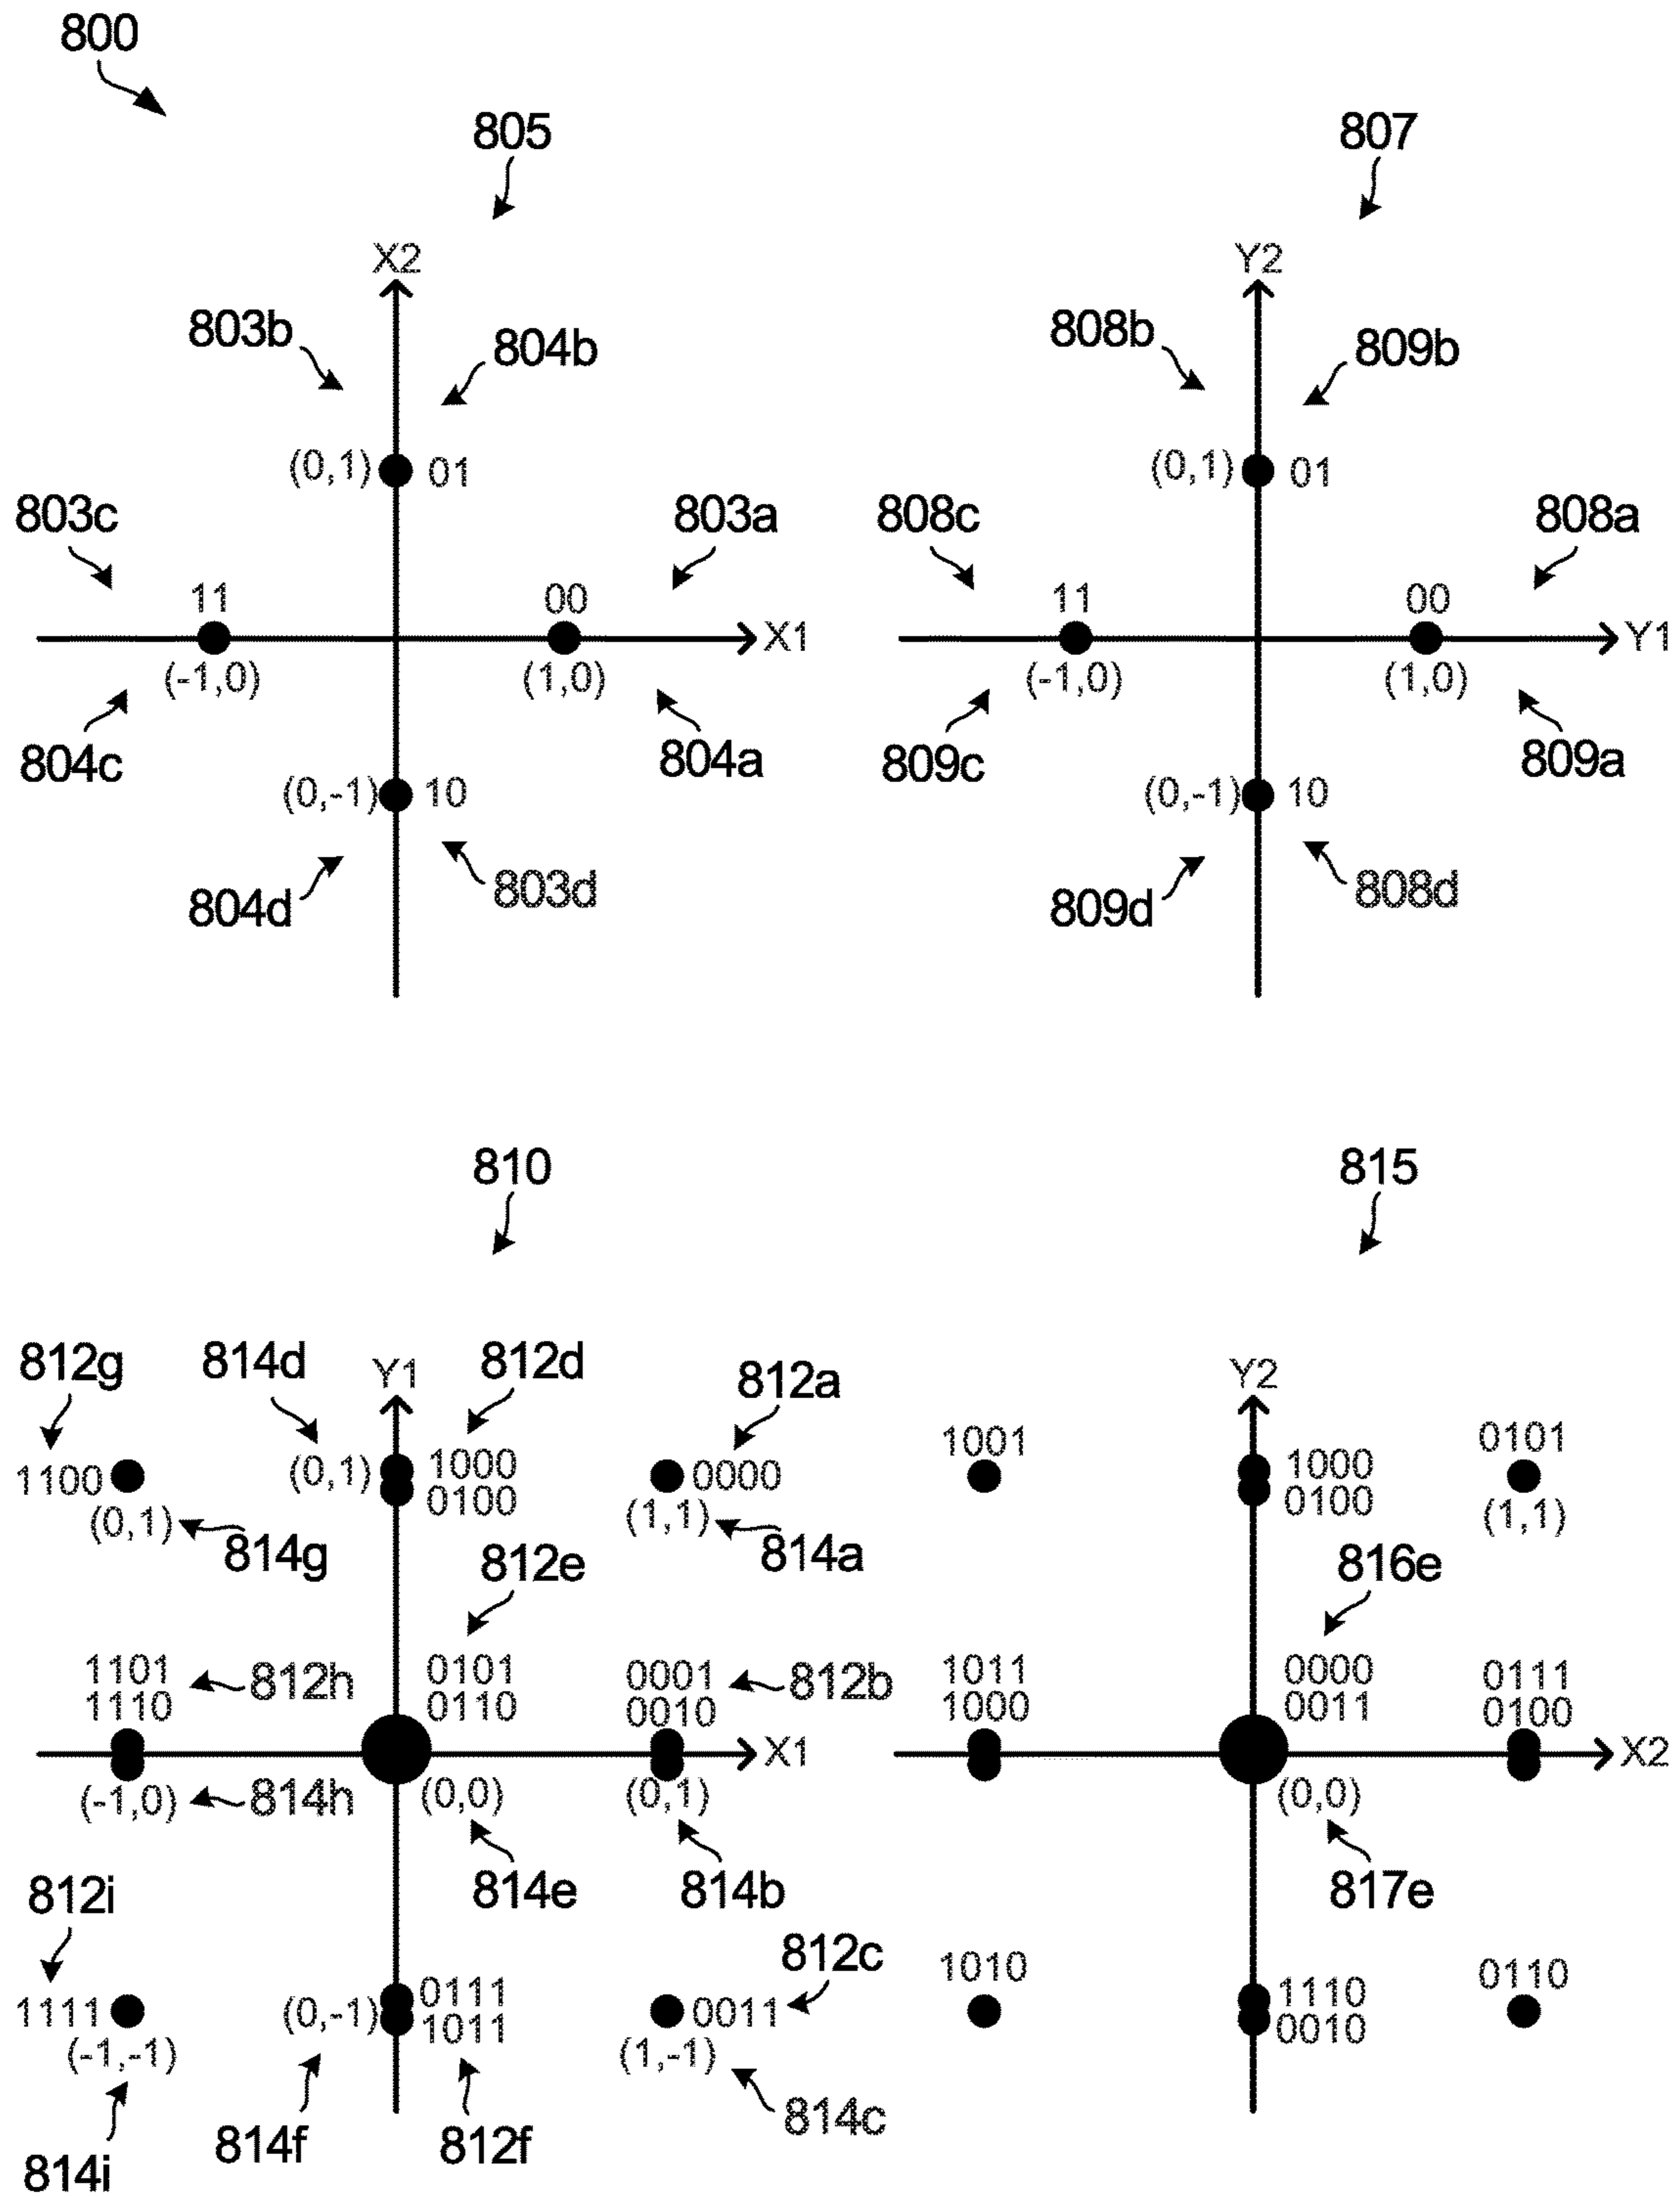 800
805
807
X2
Y2
803b
804b
808b
809b
(0,1)
01
(0,1)
01
803c
803a
808c
808a
11
00
11
00
X1
Y1
(-1,0)
(1,0)
(-1,0)
(1,0)
804c
804a
809c
809a
(0,-1)
10
(0,-1)
10
804d
803d
809d
808d
810
815
812g
814d
Y1
812d
812a
Y2
1100
(0,1)
1000
0100
0000
1001
1000
0100
0101
(0,1)
(1,1)
(1,1)
814g
812e
814a
816e
1101
1110
812h
0101
0110
0001
0010
812b
1011
1000
0000
0011
0111
0100
X1
X2
(-1,0)
814h
(0,0)
(0,1)
(0,0)
814e
814b
817e
812i
812c
1111
(0,-1)
0111
1011
0011
1010
1110
0010
0110
(-1,-1)
(1,-1)
814i
814f
812f
814c